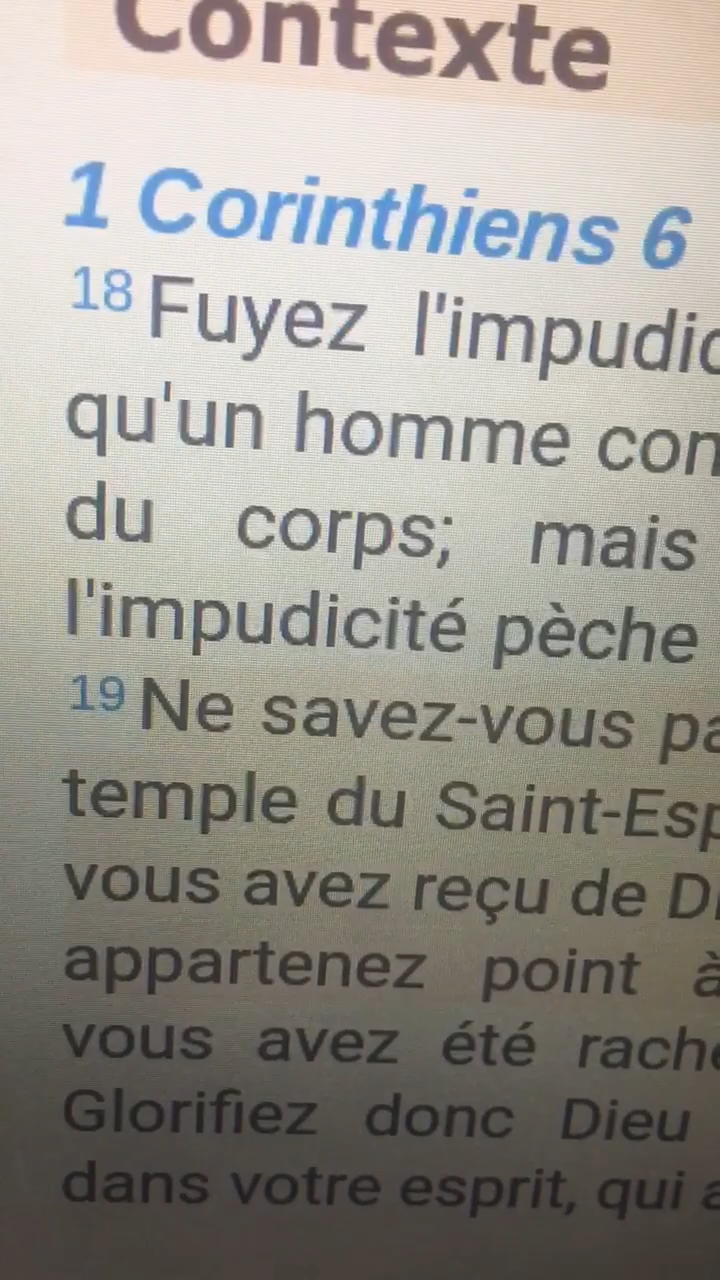 Contexte
1 Corinthiens 6
18 Fuyez l'impudic
qu'un homme con
du corps; mais
l'impudicité pèche
19 Ne savez-vous pa
temple du Saint-Esp
vous avez reçu de D
appartenez point à
vous avez été rach
Glorifiez donc Dieu
dans votre esprit, qui a